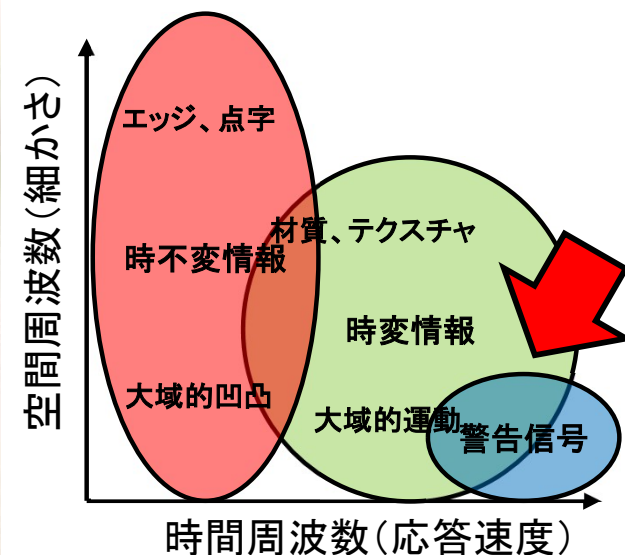 空間周波数(細かさ)
エッジ、点字
材質、テクスチャ
時不変情報
時変情報
大域的凹凸
大域的運動
警告信号
時間周波数(応答速度)